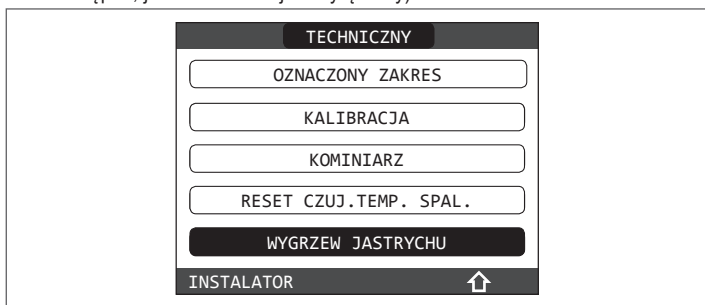 TECHNICZNY
OZNACZONY ZAKRES
KALIBRACJA
KOMINIARZ
RESET CZUJ.TEMP. SPAL.
WYGRZEW JASTRYCHU
INSTALATOR